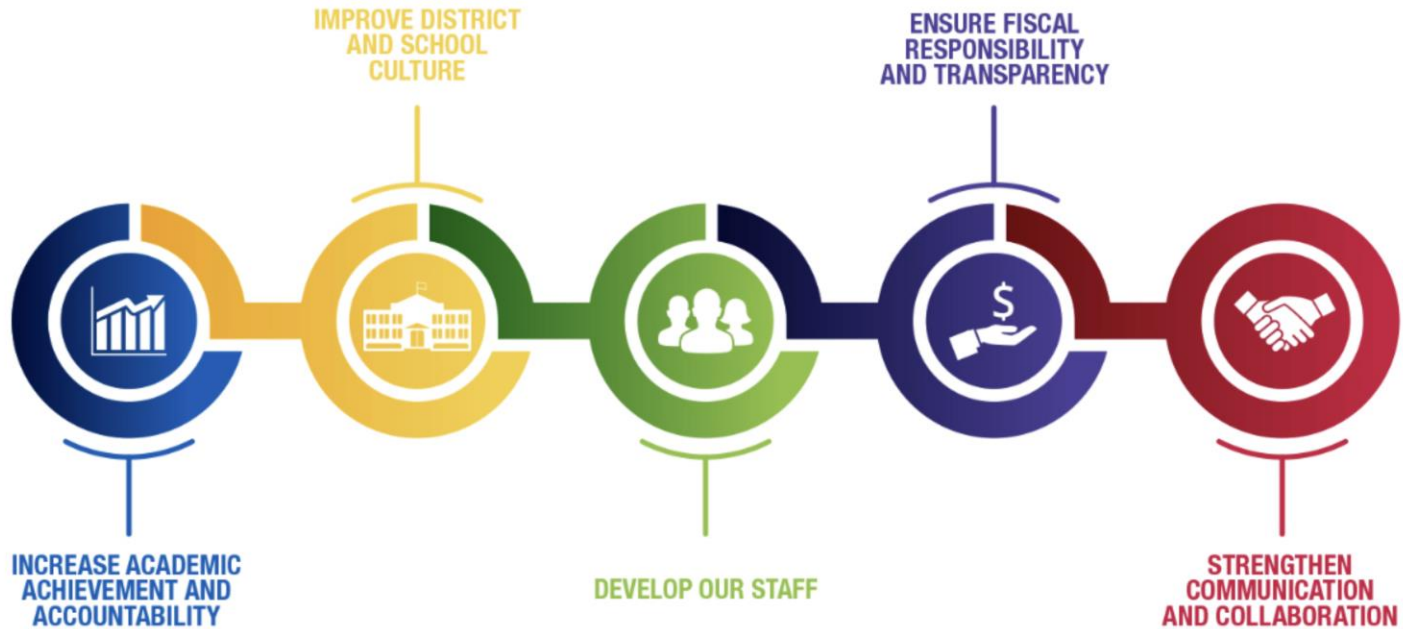 IMPROVE DISTRICT
AND SCHOOL
CULTURE
ENSURE FISCAL
RESPONSIBILITY
AND TRANSPARENCY
$
INCREASE ACADEMIC
ACHIEVEMENT AND
ACCOUNTABILITY
DEVELOP OUR STAFF
STRENGTHEN
COMMUNICATION
AND COLLABORATION